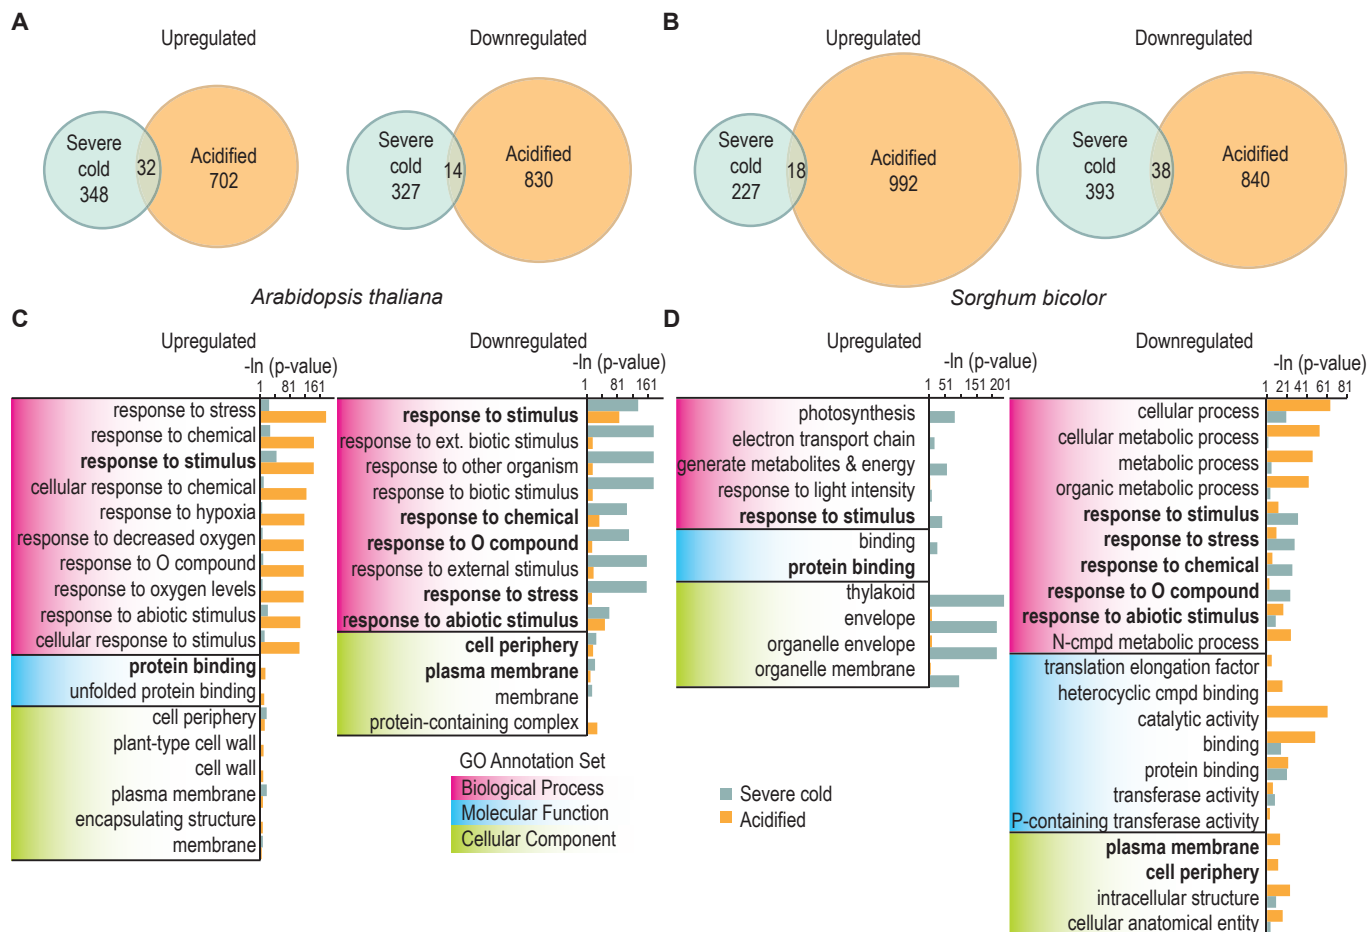 A
Upregulated
Downregulated
Severe
cold
348
32
Acidified
702
Severe
cold
327
14
Acidified
830
Arabidopsis thaliana
B
Upregulated
Downregulated
Severe
cold
227
18
Acidified
992
Severe
cold
393
38
Acidified
840
Sorghum bicolor
C
Upregulated
-ln (p-value)
1 81 161
response to stress
response to chemical
response to stimulus
cellular response to chemical
response to hypoxia
response to decreased oxygen
response to O compound
response to oxygen levels
response to abiotic stimulus
cellular response to stimulus
protein binding
unfolded protein binding
cell periphery
plant-type cell wall
cell wall
plasma membrane
encapsulating structure
membrane
Downregulated
-ln (p-value)
1 81 161
response to stimulus
response to ext. biotic stimulus
response to other organism
response to biotic stimulus
response to chemical
response to O compound
response to external stimulus
response to stress
response to abiotic stimulus
cell periphery
plasma membrane
membrane
protein-containing complex
GO Annotation Set
Biological Process
Molecular Function
Cellular Component
D
Upregulated
-ln (p-value)
1 51 151 201
photosynthesis
electron transport chain
generate metabolites & energy
response to light intensity
response to stimulus
binding
protein binding
thylakoid
envelope
organelle envelope
organelle membrane
Severe cold
Acidified
Downregulated
-ln (p-value)
1 21 41 61 81
cellular process
cellular metabolic process
metabolic process
organic metabolic process
response to stimulus
response to stress
response to chemical
response to O compound
response to abiotic stimulus
N-cmpd metabolic process
translation elongation factor
heterocyclic cmpd binding
catalytic activity
binding
protein binding
transferase activity
P-containing transferase activity
plasma membrane
cell periphery
intracellular structure
cellular anatomical entity